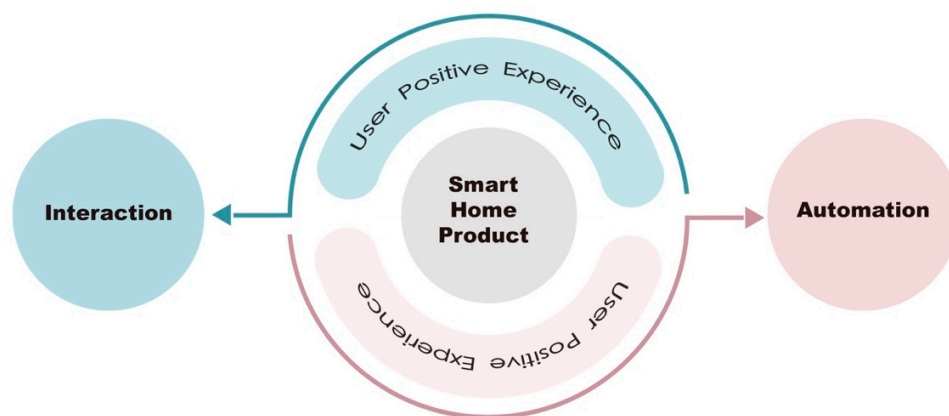 User Positive Experience
Interaction
Smart
Home
Product
Automation
User Positive Experience